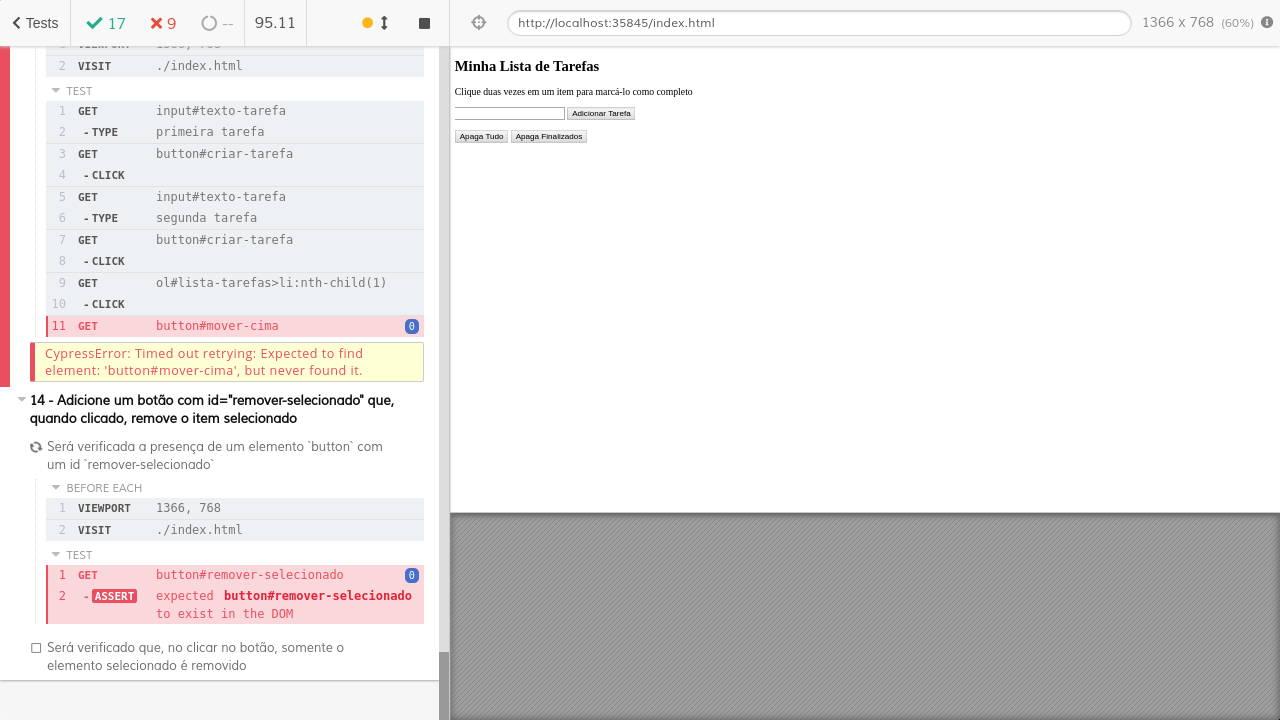 Tests
17
9
--
95.11
http://localhost:35845/index.html
1366 x 768 (60%)
1 VIEWPORT 1366, 768
2 VISIT ./index.html
TEST
1 GET input#texto-tarefa
2 - TYPE primeira tarefa
3 GET button#criar-tarefa
4 - CLICK
5 GET input#texto-tarefa
6 - TYPE segunda tarefa
7 GET button#criar-tarefa
8 - CLICK
9 GET ol#lista-tarefas>li:nth-child(1)
10 - CLICK
11 GET button#mover-cima 0
CypressError: Timed out retrying: Expected to find
element: 'button#mover-cima', but never found it.
14 - Adicione um botão com id="remover-selecionado" que,
quando clicado, remove o item selecionado
Será verificada a presença de um elemento `button` com
um id `remover-selecionado`
BEFORE EACH
1 VIEWPORT 1366, 768
2 VISIT ./index.html
TEST
1 GET button#remover-selecionado 0
2 - ASSERT expected button#remover-selecionado
to exist in the DOM
Será verificado que, no clicar no botão, somente o
elemento selecionado é removido
Minha Lista de Tarefas
Clique duas vezes em um item para marcá-lo como completo
Adicionar Tarefa
Apaga Tudo Apaga Finalizados